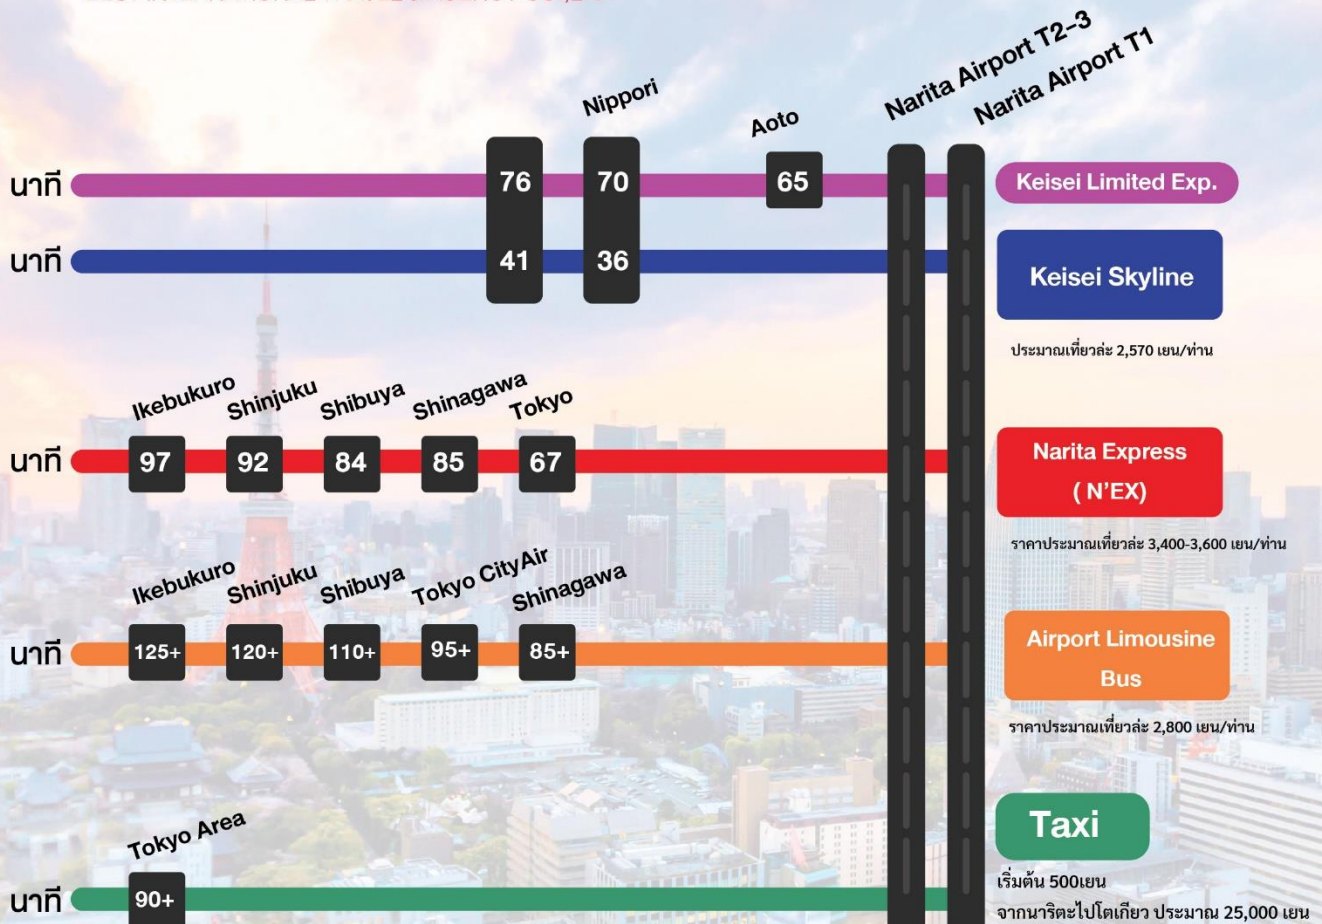 Narita Airport T2-3
Narita Airport T1
Nippori
Aoto
นาที
76
70
65
Keisei Limited Exp.
นาที
41
36
Keisei Skyline
ประมาณเที่ยวล่ะ 2,570 เยน/ท่าน
Ikebukuro
Shinjuku
Shibuya
Shinagawa
Tokyo
นาที
97
92
84
85
67
Narita Express
( N'EX)
ราคาประมาณเที่ยวล่ะ 3,400-3,600 เยน/ท่าน
Ikebukuro
Shinjuku
Shibuya
Tokyo CityAir
Shinagawa
นาที
125+
120+
110+
95+
85+
Airport Limousine
Bus
ราคาประมาณเที่ยวล่ะ 2,800 เยน/ท่าน
Tokyo Area
Taxi
นาที
90+
เริ่มต้น 500เยน
จากนาริตะไปโตเกียว ประมาณ 25,000 เยน